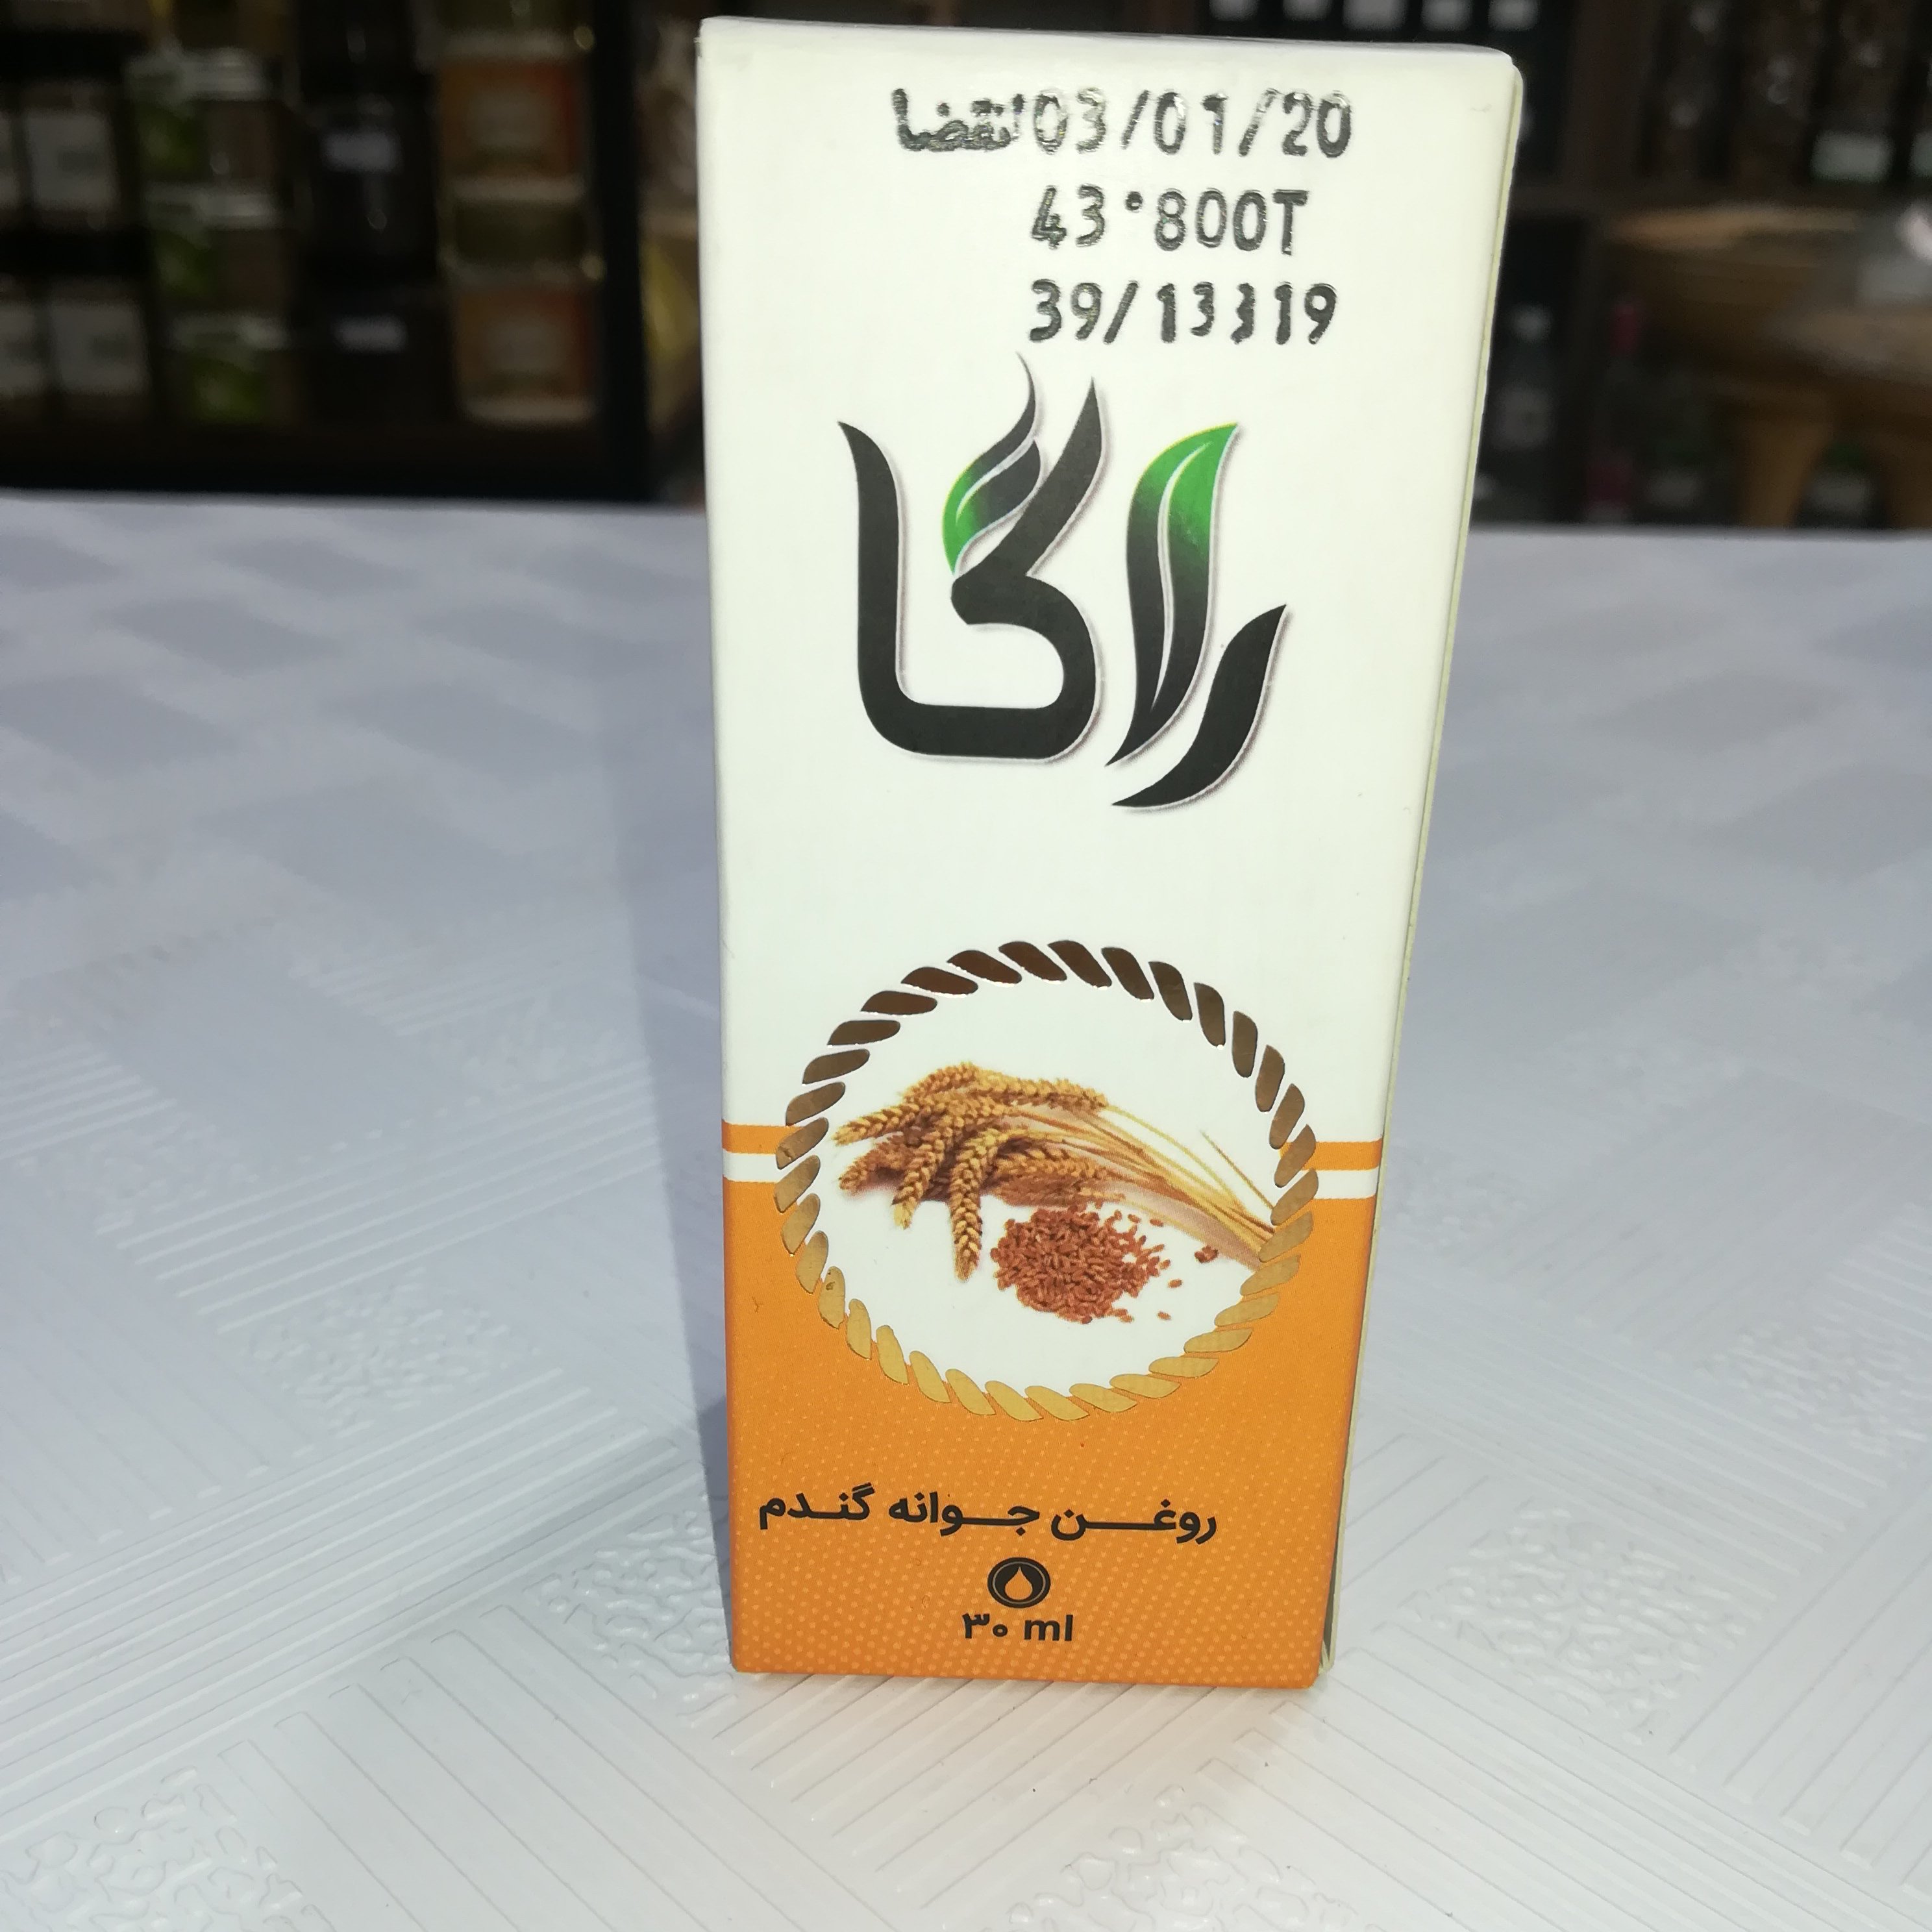 انقضا03/01/20
43°800T
39/13319
راگا
روغن جوانه گندم
۳۰ ml